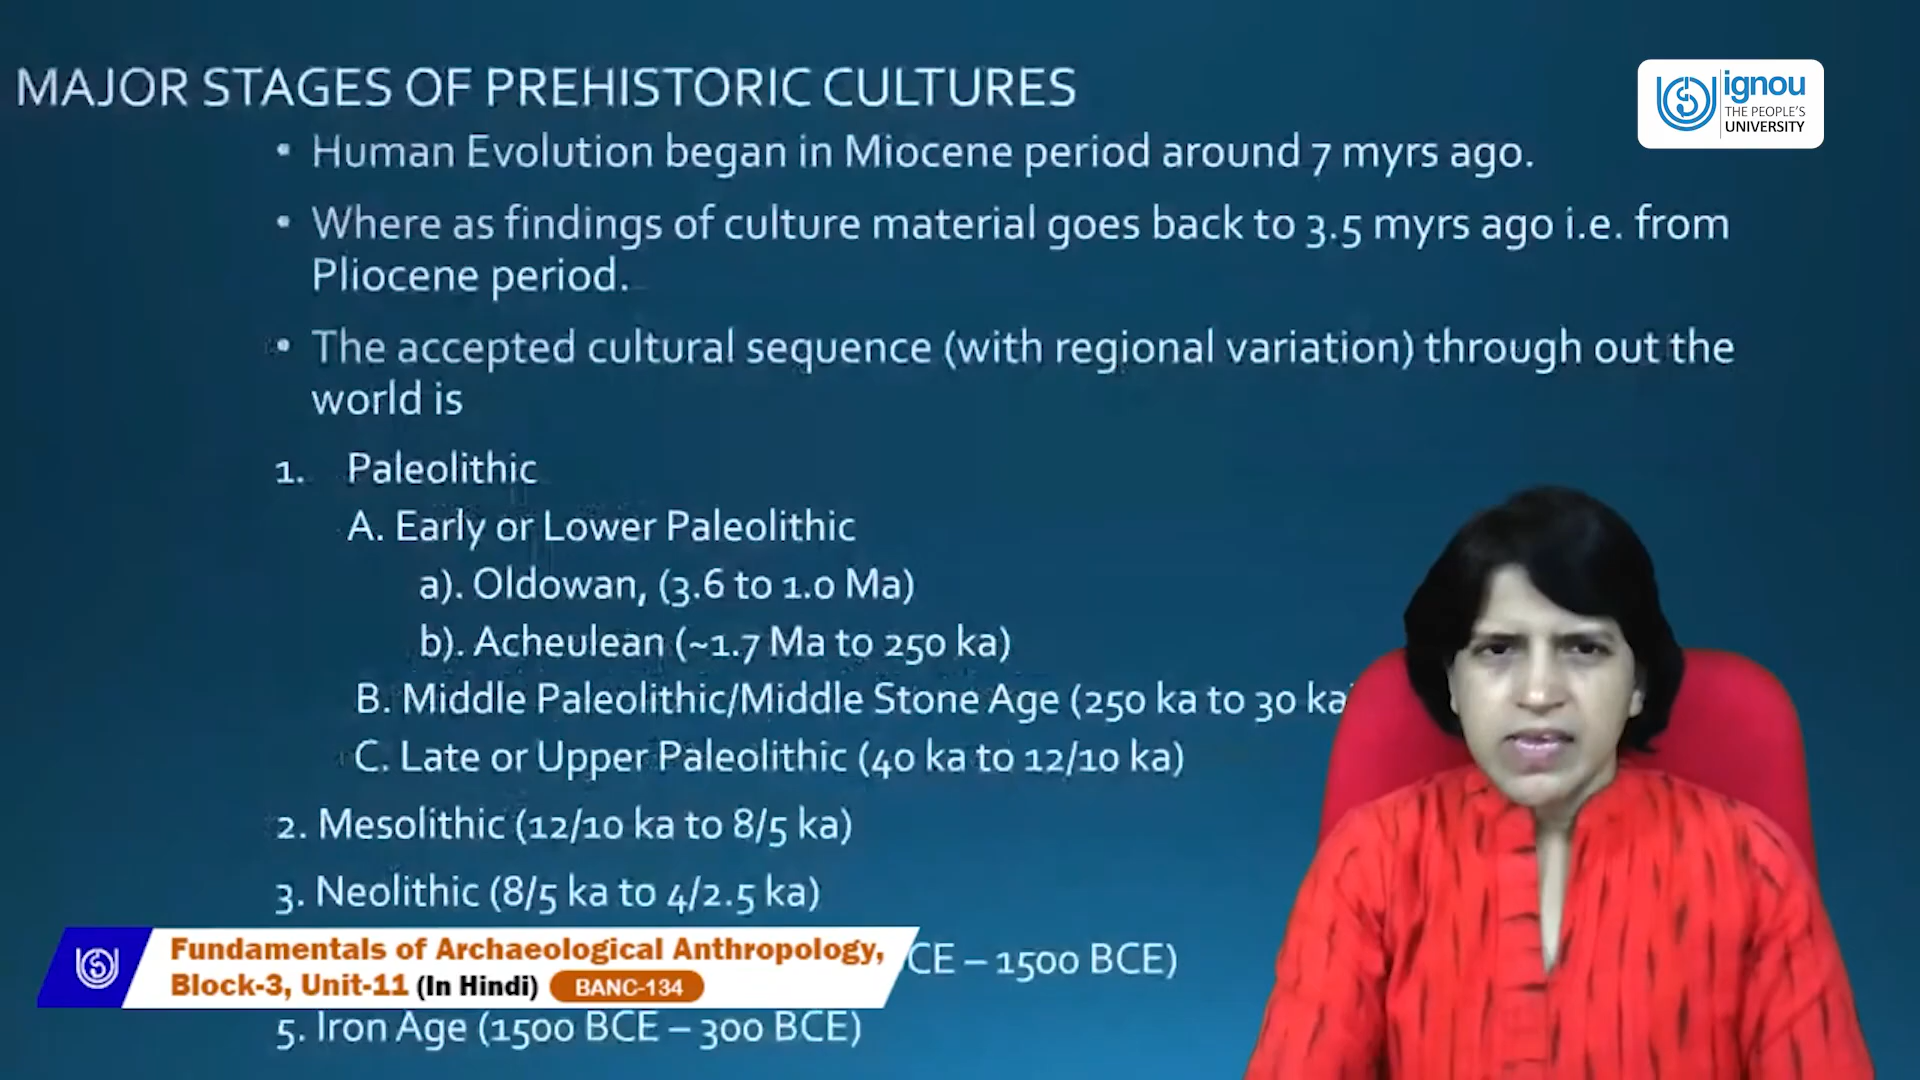 MAJOR STAGES OF PREHISTORIC CULTURES
ignou
THE PEOPLE'S
UNIVERSITY
• Human Evolution began in Miocene period around 7 myrs ago.
• Where as findings of culture material goes back to 3.5 myrs ago i.e. from
Pliocene period.
• The accepted cultural sequence (with regional variation) through out the
world is
1. Paleolithic
A. Early or Lower Paleolithic
a). Oldowan, (3.6 to 1.0 Ma)
b). Acheulean (~1.7 Ma to 250 ka)
B. Middle Paleolithic/Middle Stone Age (250 ka to 30 ka
C. Late or Upper Paleolithic (40 ka to 12/10 ka)
2. Mesolithic (12/10 ka to 8/5 ka)
3. Neolithic (8/5 ka to 4/2.5 ka)
CE – 1500 BCE)
Fundamentals of Archaeological Anthropology,
Block-3, Unit-11 (In Hindi) BANC-134
5. Iron Age (1500 BCE – 300 BCE)